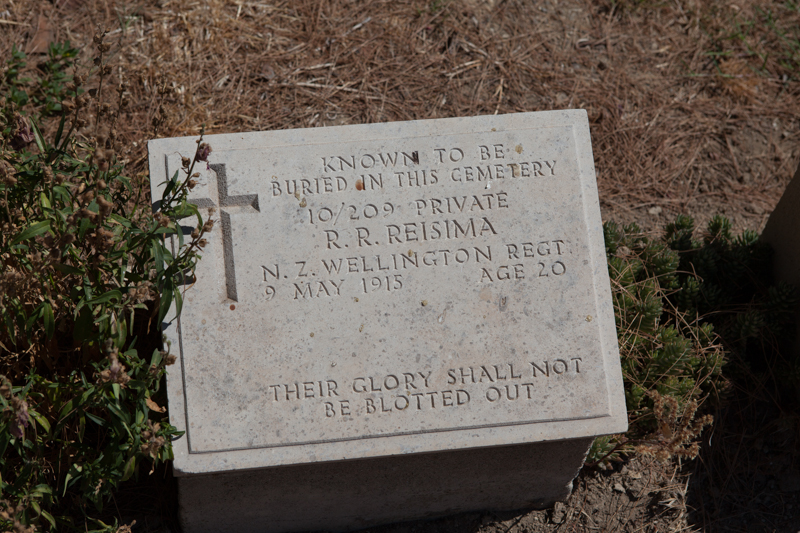 KNOWN TO BE
BURIED IN THIS CEMETERY
10/209 PRIVATE
R. R. REISIMA
N. Z. WELLINGTON REGT.
9 MAY 1915 AGE 20
THEIR GLORY SHALL NOT
BE BLOTTED OUT